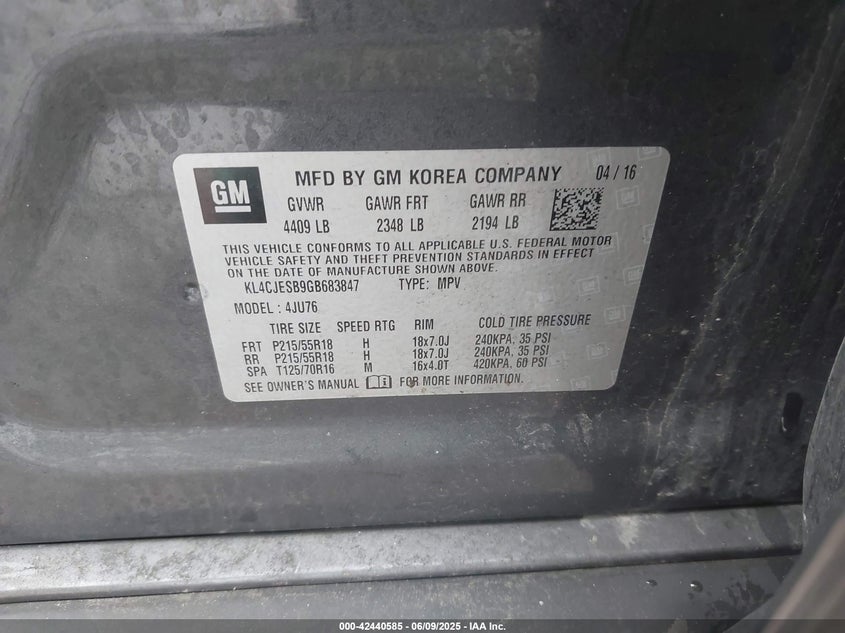 GM MFD BY GM KOREA COMPANY 04 / 16
GVWR GAWR FRT GAWR RR
4409 LB 2348 LB 2194 LB
THIS VEHICLE CONFORMS TO ALL APPLICABLE U.S. FEDERAL MOTOR
VEHICLE SAFETY AND THEFT PREVENTION STANDARDS IN EFFECT
ON THE DATE OF MANUFACTURE SHOWN ABOVE.
KL4CJESB9GB683847 TYPE: MPV
MODEL : 4JU76
TIRE SIZE SPEED RTG RIM COLD TIRE PRESSURE
FRT P215/55R18 H 18x7.0J 240KPA, 35 PSI
RR P215/55R18 H 18x7.0J 240KPA, 35 PSI
SPA T125/70R16 M 16x4.0T 420KPA, 60 PSI
SEE OWNER'S MANUAL FOR MORE INFORMATION.
000-42440585 - 06/09/2025 - IAA Inc.